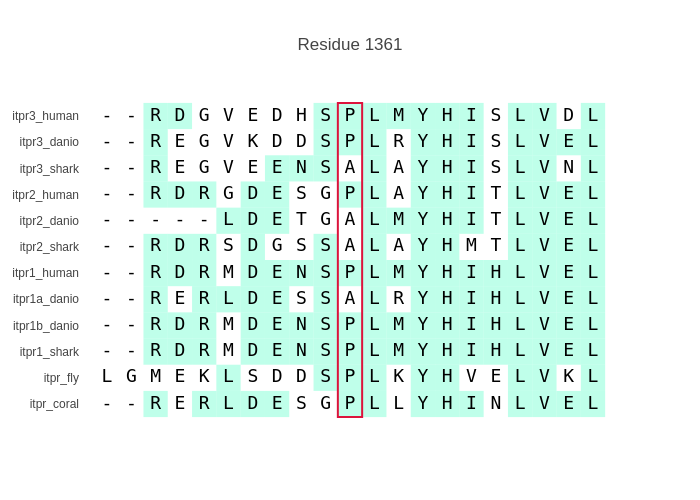 Residue 1361
itpr3_human - - R D G V E D H S P L M Y H I S L V D L
itpr3_danio - - R E G V K D D S P L R Y H I S L V E L
itpr3_shark - - R E G V E E N S A L A Y H I S L V N L
itpr2_human - - R D R G D E S G P L A Y H I T L V E L
itpr2_danio - - - - - L D E T G A L M Y H I T L V E L
itpr2_shark - - R D R S D G S S A L A Y H M T L V E L
itpr1_human - - R D R M D E N S P L M Y H I H L V E L
itpr1a_danio - - R E R L D E S S A L R Y H I H L V E L
itpr1b_danio - - R D R M D E N S P L M Y H I H L V E L
itpr1_shark - - R D R M D E N S P L M Y H I H L V E L
itpr_fly L G M E K L S D D S P L K Y H V E L V K L
itpr_coral - - R E R L D E S G P L L Y H I N L V E L